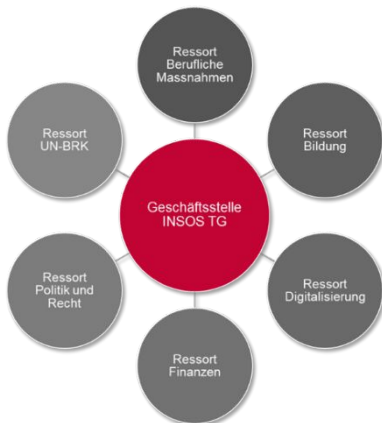 Ressort
Berufliche
Massnahmen
Ressort
UN-BRK
Ressort
Bildung
Geschäftsstelle
INSOS TG
Ressort
Politik und
Recht
Ressort
Digitalisierung
Ressort
Finanzen